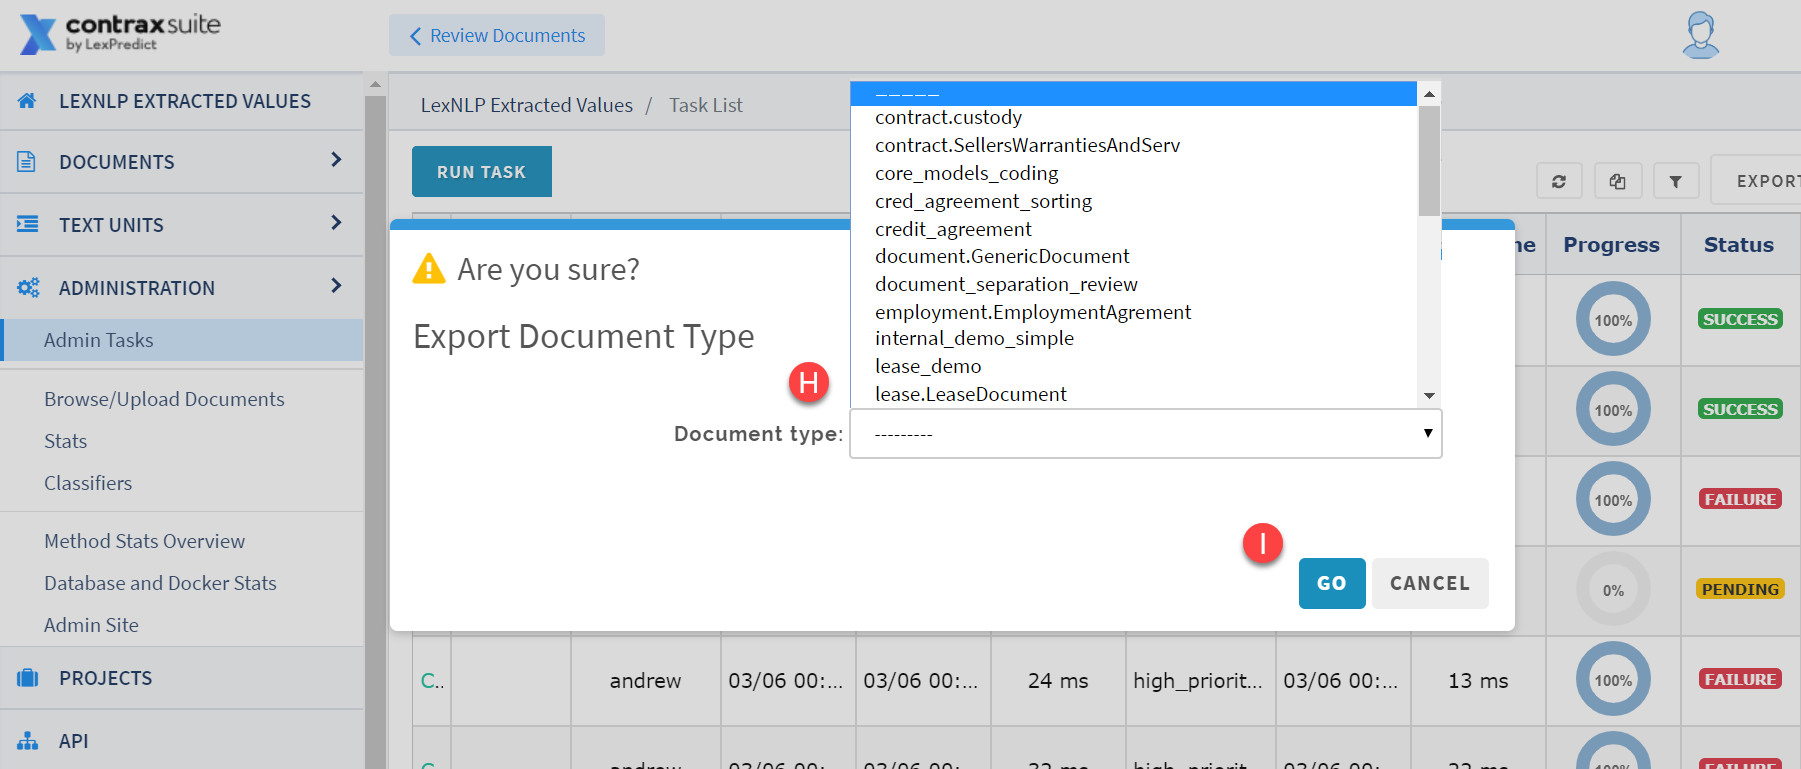 contraxsuite
by LexPredict
Review Documents
LEXNLP EXTRACTED VALUES
DOCUMENTS
TEXT UNITS
ADMINISTRATION
Admin Tasks
Browse/Upload Documents
Stats
Classifiers
Method Stats Overview
Database and Docker Stats
Admin Site
PROJECTS
API
LexNLP Extracted Values / Task List
RUN TASK
EXPORT
Progress Status
Are you sure?
Export Document Type
-----
contract.custody
contract.SellersWarrantiesAndServ
core_models_coding
cred_agreement_sorting
credit_agreement
document.GenericDocument
document_separation_review
employment.EmploymentAgrement
internal_demo_simple
lease_demo
lease.LeaseDocument
H
Document type: ---------
I
GO CANCEL
100% SUCCESS
100% SUCCESS
100% FAILURE
0% PENDING
C.. andrew 03/06 00:... 03/06 00:... 24 ms high_priorit... 03/06 00:... 13 ms 100% FAILURE